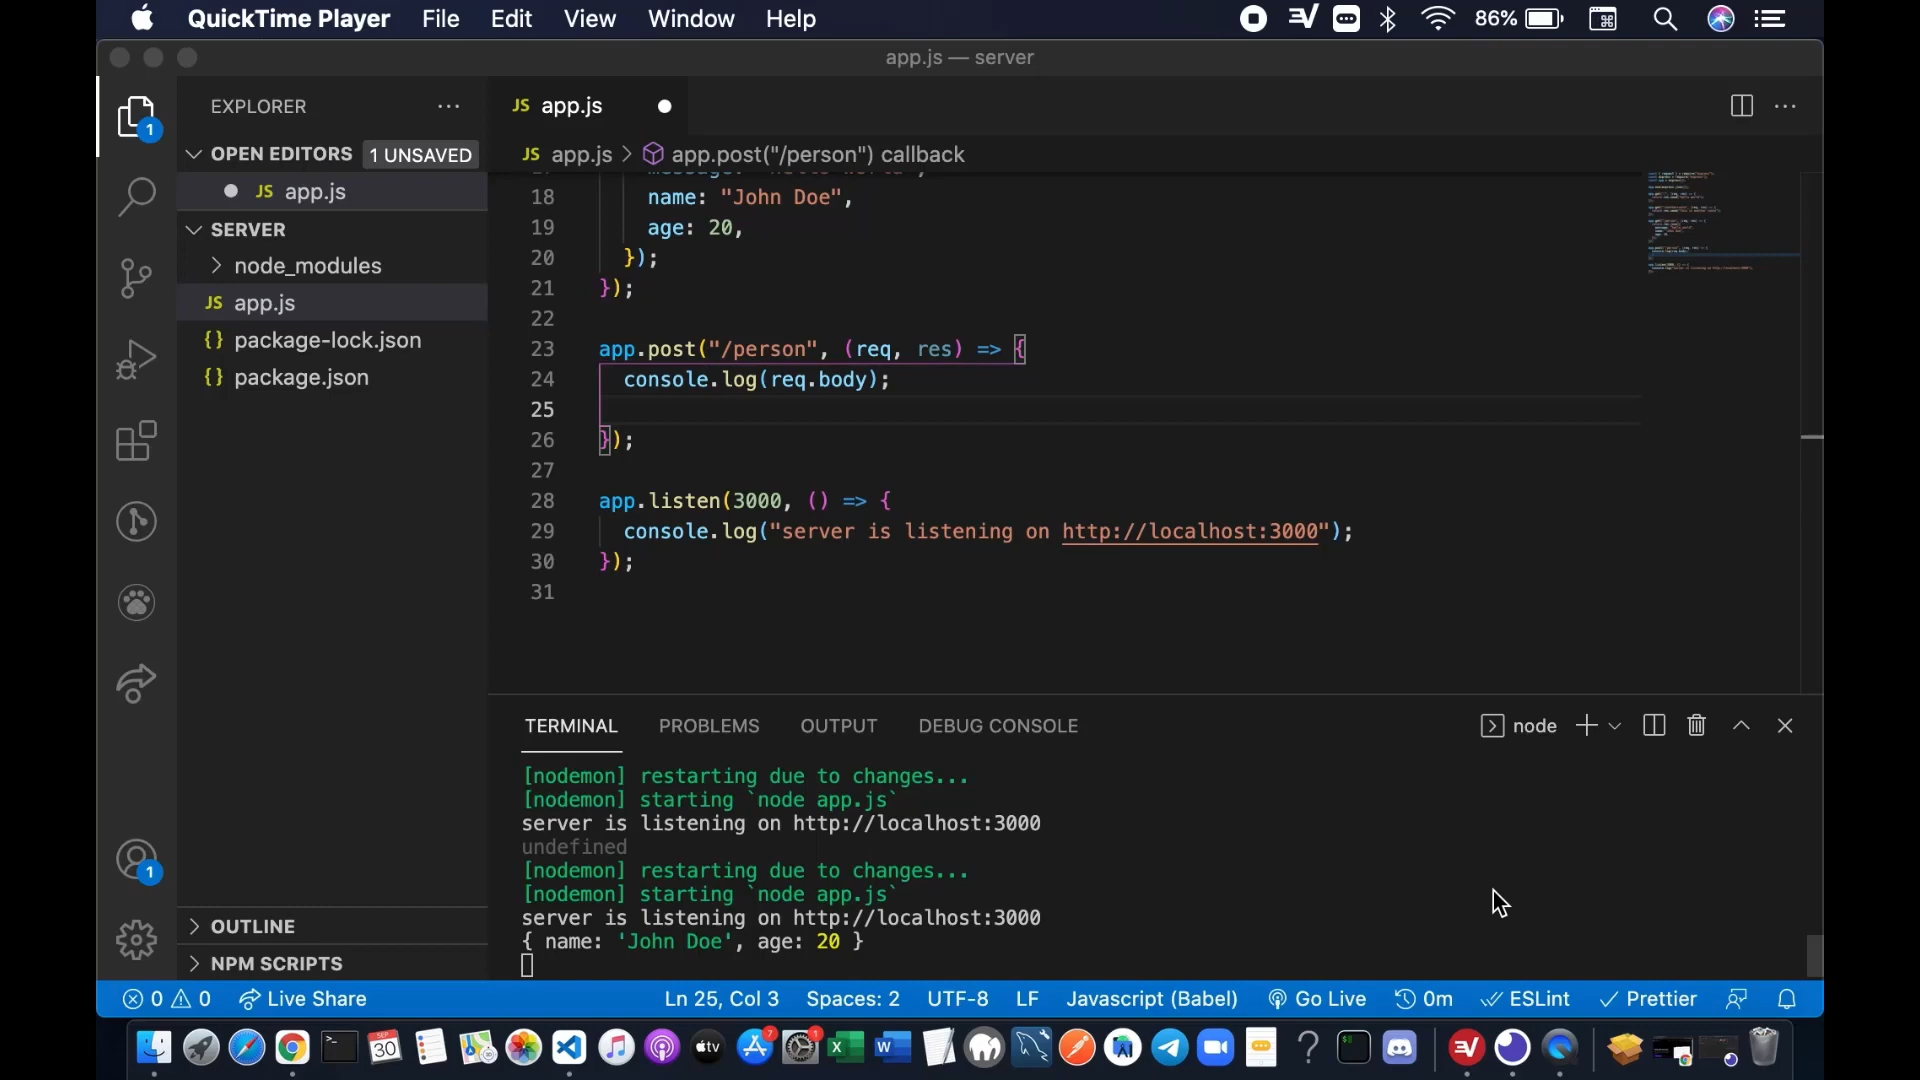 QuickTime Player File Edit View Window Help 86%
app.js — server
EXPLORER
JS app.js
OPEN EDITORS 1 UNSAVED
JS app.js > app.post("/person") callback
JS app.js
18 name: "John Doe",
SERVER
19 age: 20,
node_modules
20 });
JS app.js
21 });
22
{} package-lock.json
23 app.post("/person", (req, res) => {
{} package.json
24 console.log(req.body);
25
26 });
27
28 app.listen(3000, () => {
29 console.log("server is listening on http://localhost:3000");
30 });
31
TERMINAL PROBLEMS OUTPUT DEBUG CONSOLE node
[nodemon] restarting due to changes...
[nodemon] starting `node app.js`
server is listening on http://localhost:3000
undefined
[nodemon] restarting due to changes...
[nodemon] starting `node app.js`
server is listening on http://localhost:3000
{ name: 'John Doe', age: 20 }
1
1
OUTLINE
NPM SCRIPTS
0 0 Live Share Ln 25, Col 3 Spaces: 2 UTF-8 LF Javascript (Babel) Go Live 0m ESLint Prettier
SEP 30 tv 7 1 X W